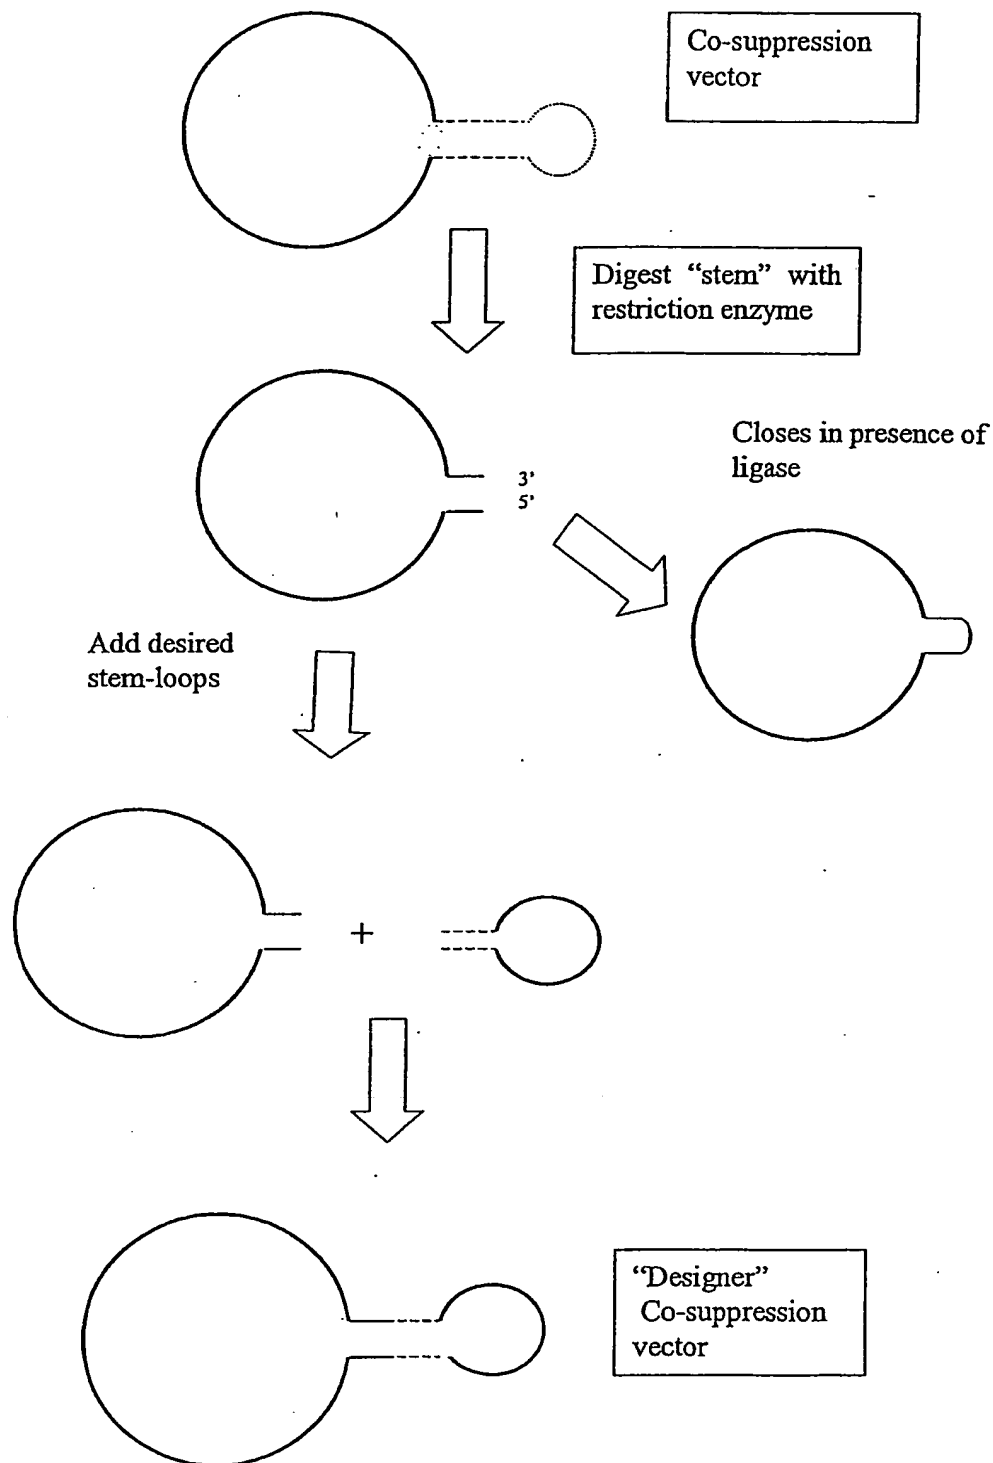 Co-suppression
vector
Digest “stem” with
restriction enzyme
Closes in presence of
ligase
3'
5'
Add desired
stem-loops
+
“Designer”
Co-suppression
vector